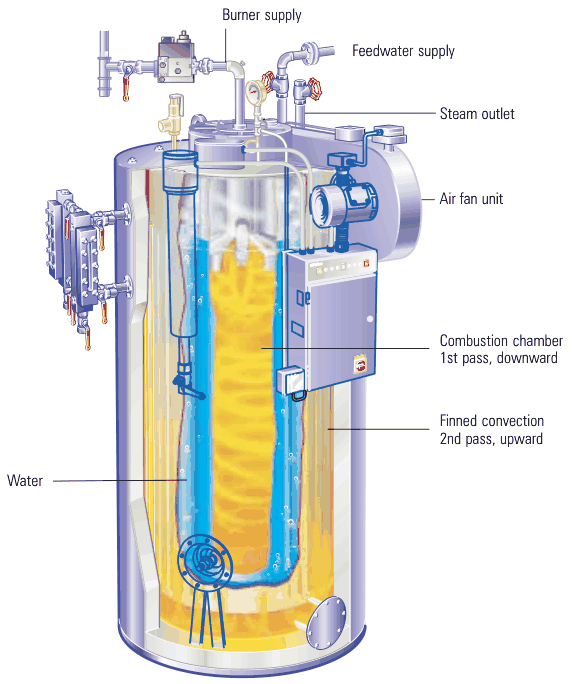 Burner supply
Feedwater supply
Steam outlet
Air fan unit
Combustion chamber
1st pass, downward
Finned convection
2nd pass, upward
Water